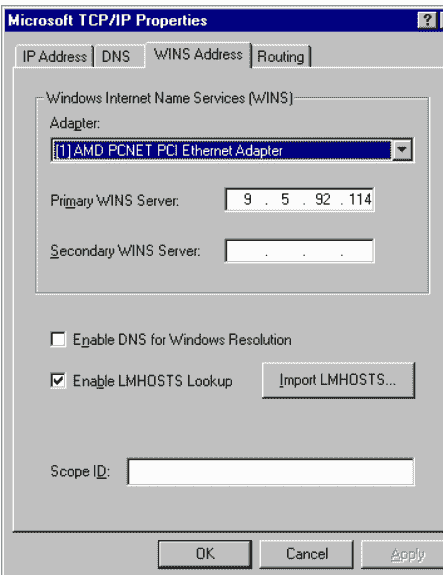 Microsoft TCP/IP Properties ?
IP Address DNS WINS Address Routing
Windows Internet Name Services (WINS)
Adapter:
[1] AMD PCNET PCI Ethernet Adapter
Primary WINS Server: 9 . 5 . 92 . 114
Secondary WINS Server: . . .
Enable DNS for Windows Resolution
Enable LMHOSTS Lookup Import LMHOSTS...
Scope ID:
OK Cancel Apply